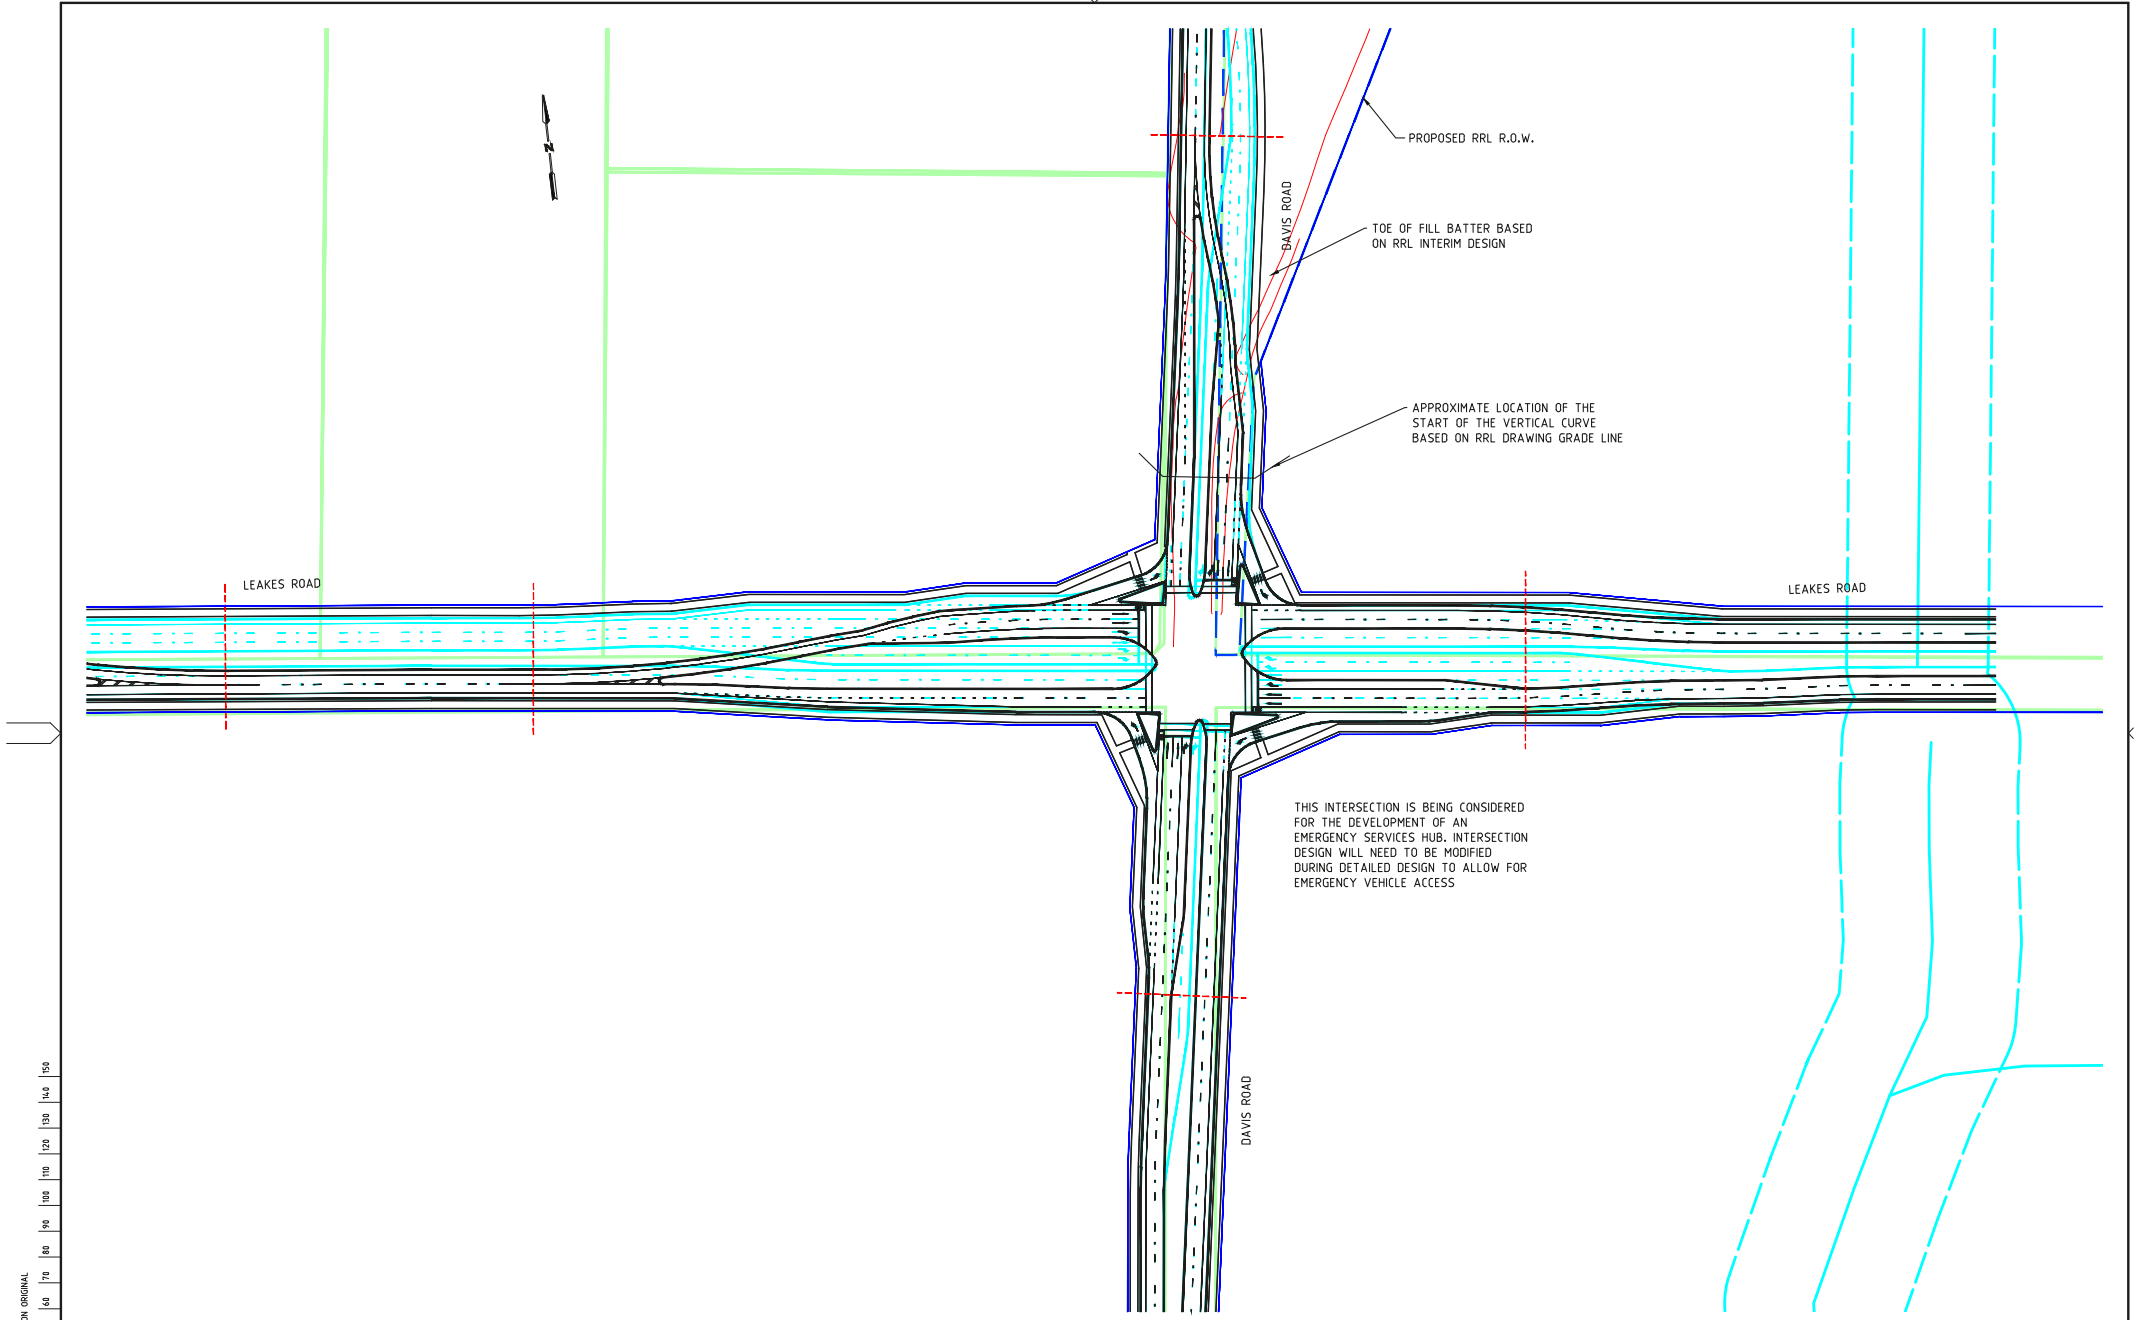 N
PROPOSED RRL R.O.W.
DAVIS ROAD
TOE OF FILL BATTER BASED
ON RRL INTERIM DESIGN
APPROXIMATE LOCATION OF THE
START OF THE VERTICAL CURVE
BASED ON RRL DRAWING GRADE LINE
LEAKES ROAD
LEAKES ROAD
THIS INTERSECTION IS BEING CONSIDERED
FOR THE DEVELOPMENT OF AN
EMERGENCY SERVICES HUB. INTERSECTION
DESIGN WILL NEED TO BE MODIFIED
DURING DETAILED DESIGN TO ALLOW FOR
EMERGENCY VEHICLE ACCESS
DAVIS ROAD
150
140
130
120
110
100
90
80
70
60
ON ORIGINAL